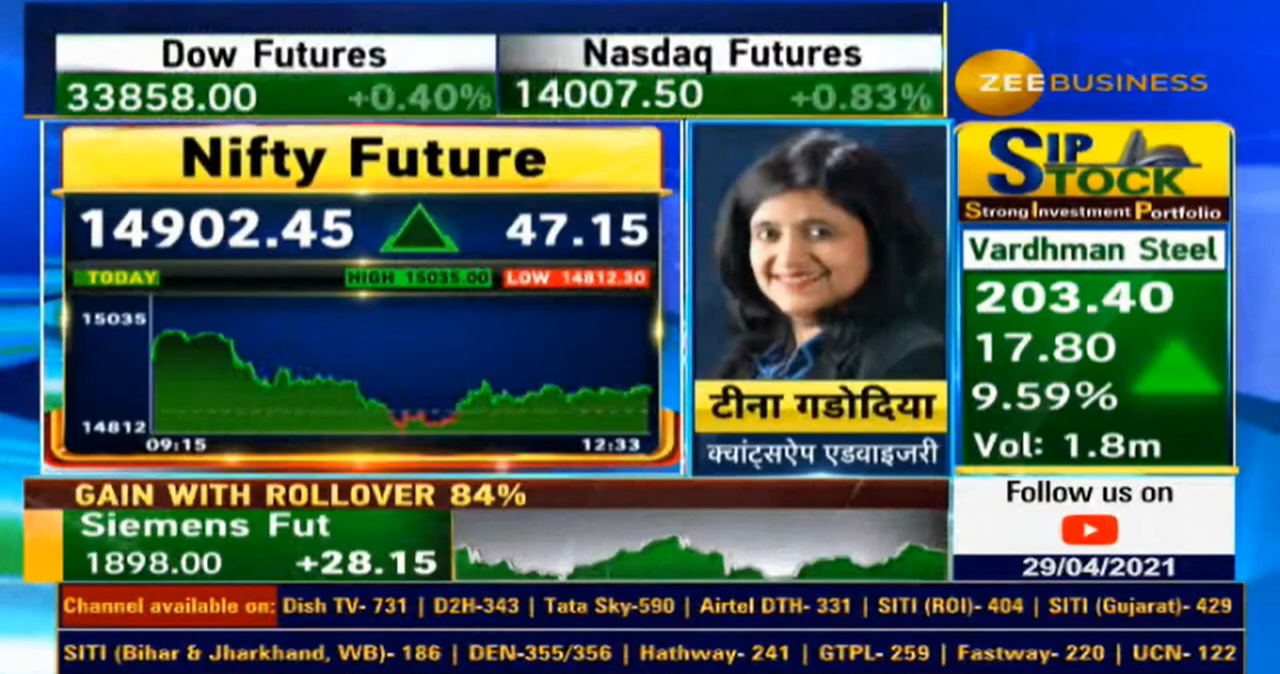 Dow Futures
33858.00 +0.40%
Nasdaq Futures
14007.50 +0.83%
ZEEBUSINESS
Nifty Future
14902.45 47.15
TODAY HIGH 15035.00 LOW 14812.30
15035
14812
09:15 12:33
टीना गडोदिया
क्वांट्सऐप एडवाइजरी
SIP
STOCK
Strong Investment Portfolio
Vardhman Steel
203.40
17.80
9.59%
Vol: 1.8m
GAIN WITH ROLLOVER 84%
Siemens Fut
1898.00 +28.15
Follow us on
29/04/2021
Channel available on: Dish TV- 731 | D2H-343 | Tata Sky-590 | Airtel DTH- 331 | SITI (ROI)- 404 | SITI (Gujarat)- 429
SITI (Bihar & Jharkhand, WB)- 186 | DEN-355/356 | Hathway- 241 | GTPL- 259 | Fastway- 220 | UCN- 122